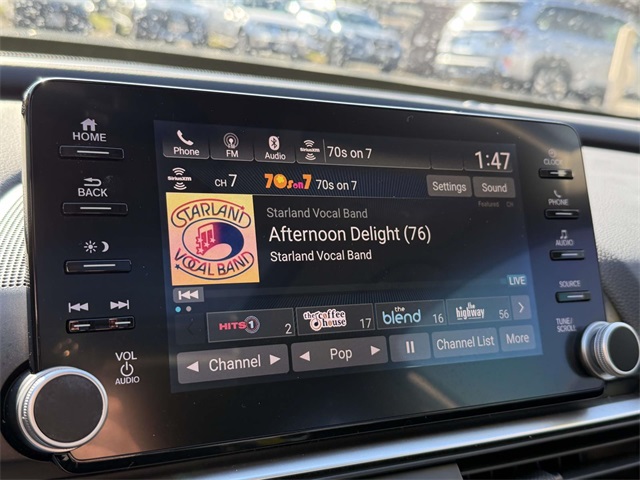 HOME
BACK
VOL
AUDIO
Phone
FM
Audio
SiriusXM
70s on 7
1:47
SiriusXM
CH 7
70s on 7
70s on 7
Settings
Sound
Featured CH
STARLAND
VOCAL BAND
Starland Vocal Band
Afternoon Delight (76)
Starland Vocal Band
LIVE
HITS 1
2
the coffee house
17
the blend
16
the highway
56
Channel
Pop
Channel List
More
CLOCK
PHONE
AUDIO
SOURCE
TUNE/
SCROLL